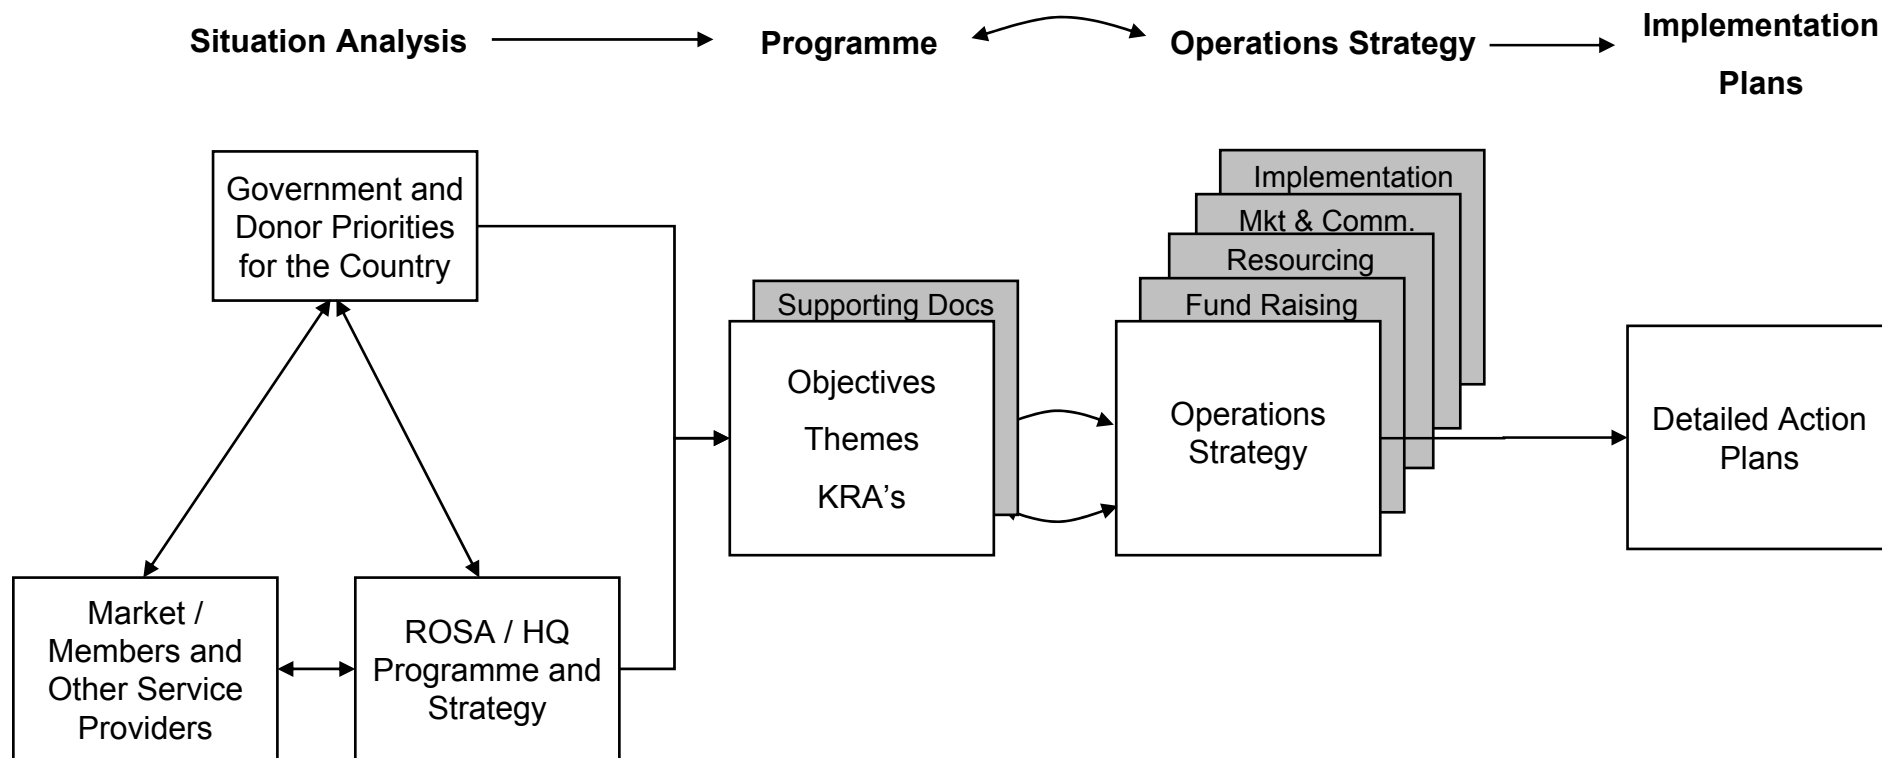 Situation Analysis
Programme
Operations Strategy
Implementation
Plans
Government and
Donor Priorities
for the Country
Market /
Members and
Other Service
Providers
ROSA / HQ
Programme and
Strategy
Supporting Docs
Objectives
Themes
KRA’s
Implementation
Mkt & Comm.
Resourcing
Fund Raising
Operations
Strategy
Detailed Action
Plans